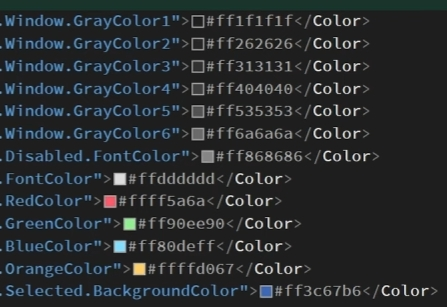 .Window.GrayColor1">#ff1f1f1f</Color>
.Window.GrayColor2">#ff262626</Color>
.Window.GrayColor3">#ff313131</Color>
.Window.GrayColor4">#ff404040</Color>
.Window.GrayColor5">#ff535353</Color>
.Window.GrayColor6">#ff6a6a6a</Color>
.Disabled.FontColor">#ff868686</Color>
.FontColor">#ffdddddd</Color>
.RedColor">#ffff5a6a</Color>
.GreenColor">#ff90ee90</Color>
.BlueColor">#ff80deff</Color>
.OrangeColor">#ffffd067</Color>
.Selected.BackgroundColor">#ff3c67b6</Color>